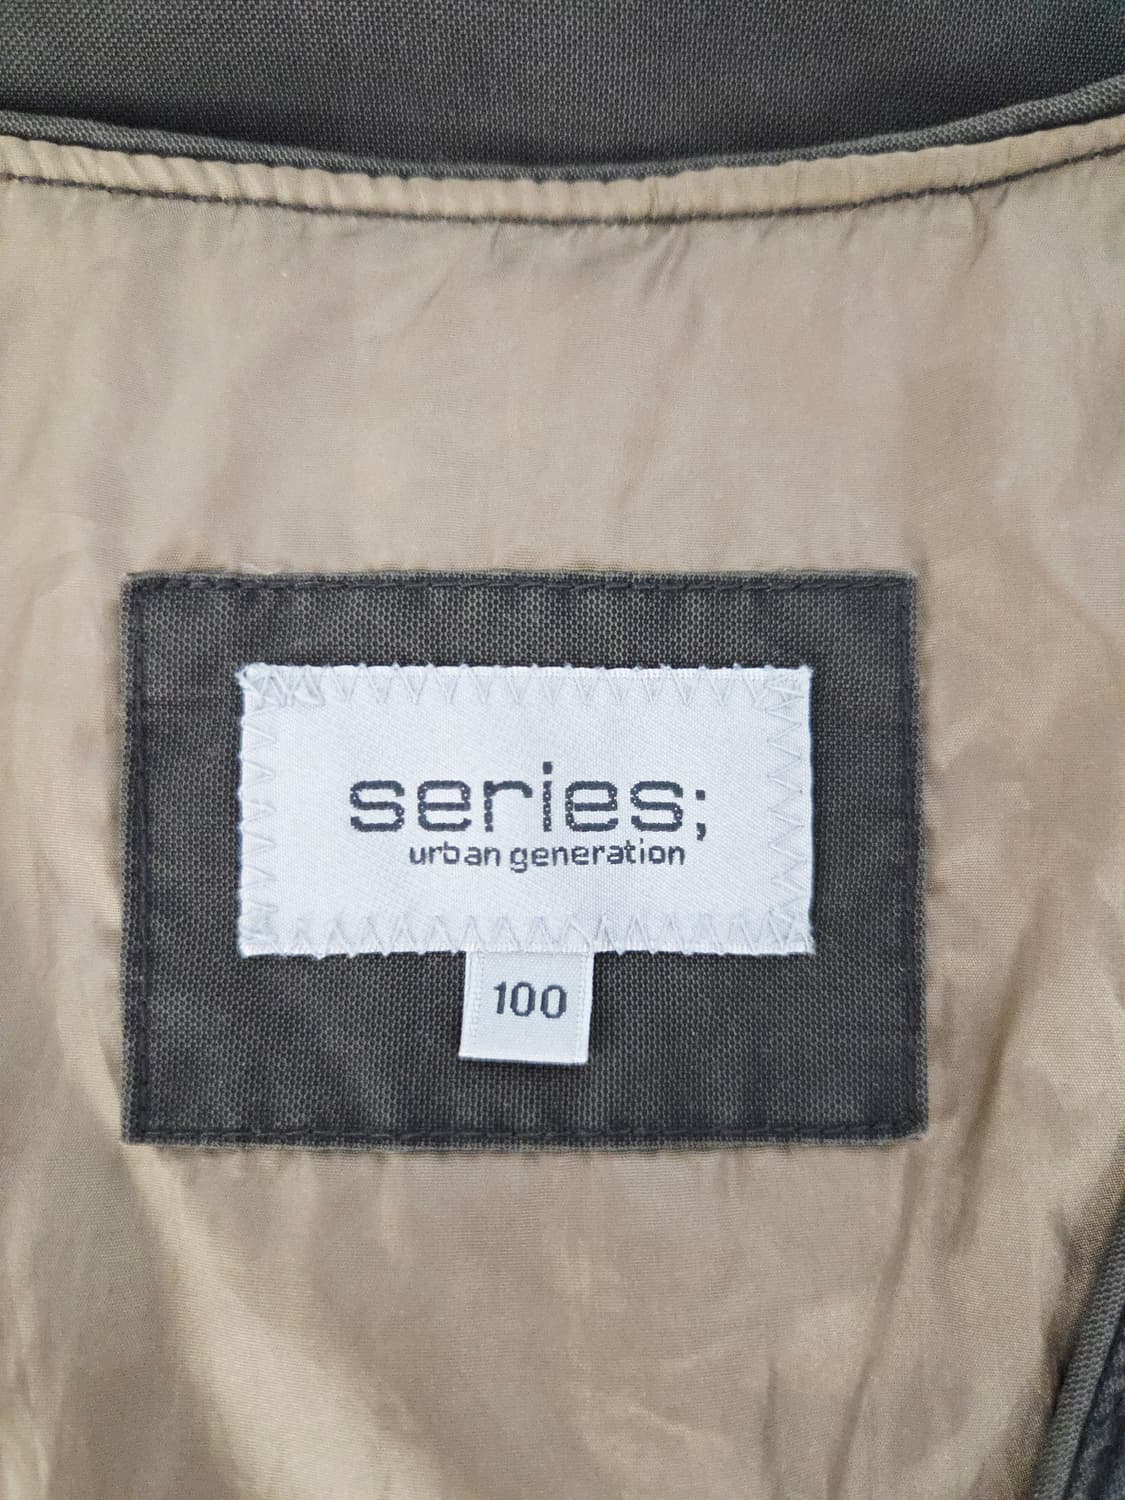 series;
urban generation
100